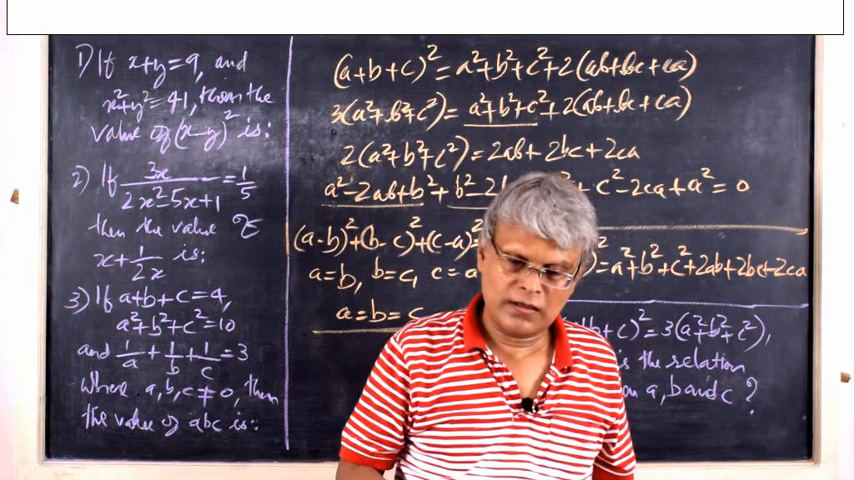 1) If x+y=9, and
x²+y²=41, then the
value of (x-y)² is:
2) If 3x/(2x²-5x+1) = 1/5
then the value of
x+1/2x is:
3) If a+b+c=4,
a²+b²+c²=10
and 1/a + 1/b + 1/c = 3
where a, b, c ≠ 0, then
the value of abc is:
(a+b+c)² = a²+b²+c²+2(ab+bc+ca)
3(a²+b²+c²) = a²+b²+c²+2(ab+bc+ca)
2(a²+b²+c²) = 2ab+2bc+2ca
a²-2ab+b²+b²-2b c²+c²-2ca+a²=0
(a-b)²+(b-c)²+(c-a)²=
a=b, b=c, c=a
a=b=c
)²=a²+b²+c²+2ab+2bc+2ca
+b+c)²=3(a²+b²+c²),
is the relation
a, b and c?